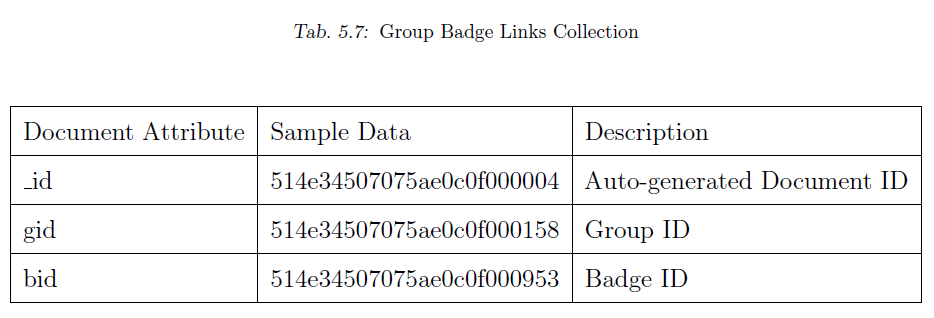 Tab. 5.7: Group Badge Links Collection
Document Attribute Sample Data Description
_id 514e34507075ae0c0f000004 Auto-generated Document ID
gid 514e34507075ae0c0f000158 Group ID
bid 514e34507075ae0c0f000953 Badge ID